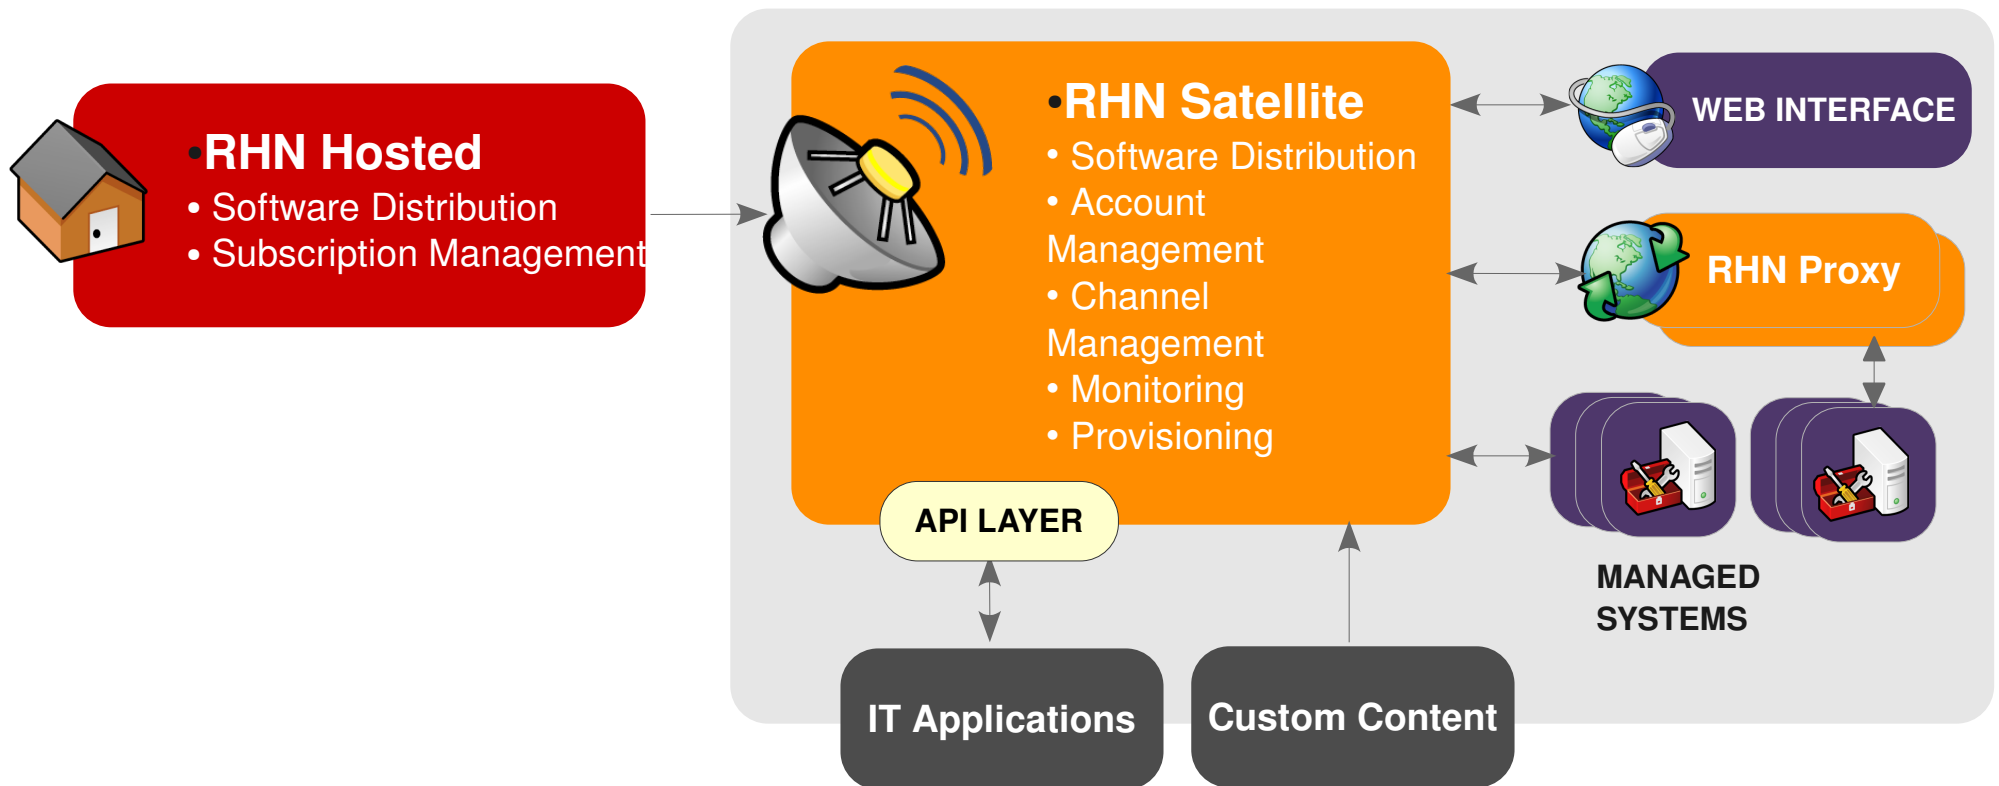 •RHN Hosted
• Software Distribution
• Subscription Management
•RHN Satellite
• Software Distribution
• Account
Management
• Channel
Management
• Monitoring
• Provisioning
API LAYER
WEB INTERFACE
RHN Proxy
MANAGED
SYSTEMS
IT Applications
Custom Content